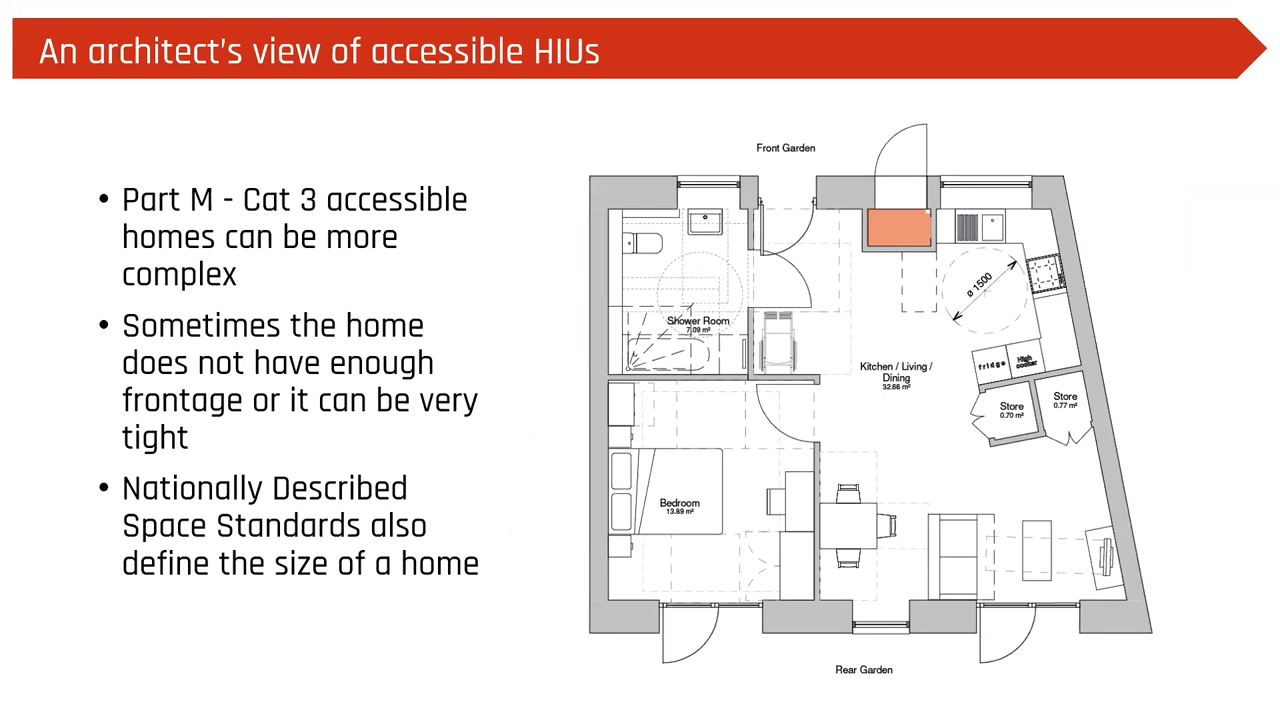 An architect's view of accessible HIUs
• Part M - Cat 3 accessible
homes can be more
complex
• Sometimes the home
does not have enough
frontage or it can be very
tight
• Nationally Described
Space Standards also
define the size of a home
Front Garden
ø 1500
Shower Room
7.09 m²
Kitchen / Living /
Dining
32.66 m²
fridge
High
cooker
Store
0.70 m²
Store
0.77 m²
Bedroom
13.89 m²
Rear Garden